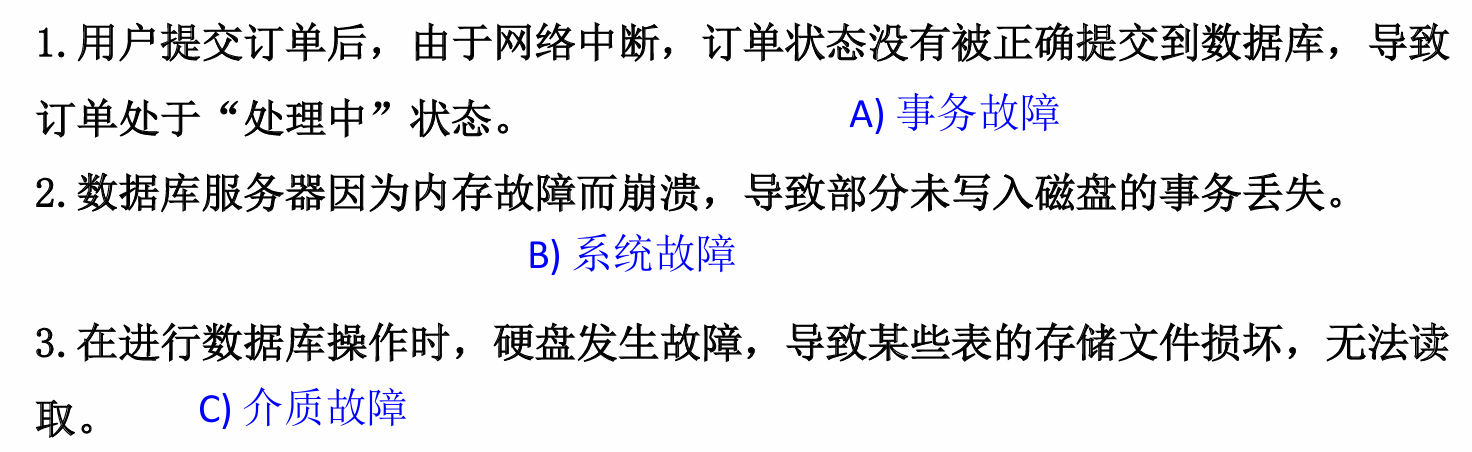 1. 用户提交订单后，由于网络中断，订单状态没有被正确提交到数据库，导致
订单处于“处理中”状态。 A) 事务故障
2. 数据库服务器因为内存故障而崩溃，导致部分未写入磁盘的事务丢失。
B) 系统故障
3. 在进行数据库操作时，硬盘发生故障，导致某些表的存储文件损坏，无法读
取。 C) 介质故障